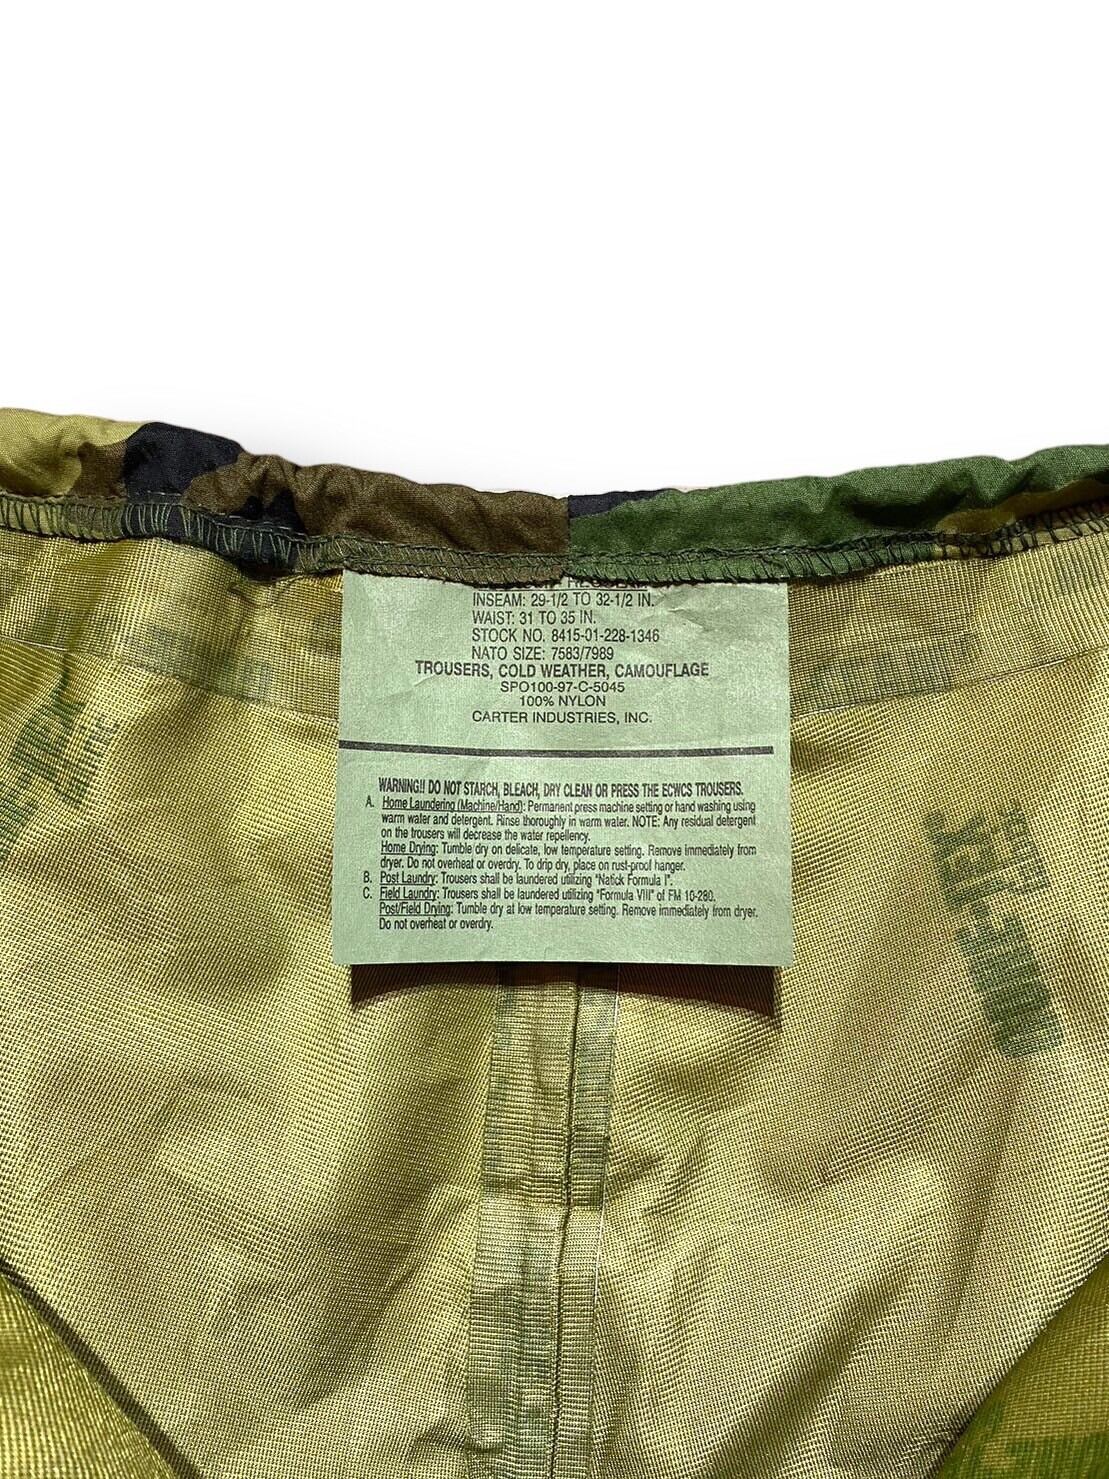 INSEAM: 29-1/2 TO 32-1/2 IN.
WAIST: 31 TO 35 IN.
STOCK NO. 8415-01-228-1346
NATO SIZE: 7583/7989
TROUSERS, COLD WEATHER, CAMOUFLAGE
SPO100-97-C-5045
100% NYLON
CARTER INDUSTRIES, INC.
WARNING!! DO NOT STARCH, BLEACH, DRY CLEAN OR PRESS THE ECWCS TROUSERS.
A. Home Laundering (Machine/Hand): Permanent press machine setting or hand washing using
warm water and detergent. Rinse thoroughly in warm water. NOTE: Any residual detergent
on the trousers will decrease the water repellency.
Home Drying: Tumble dry on delicate, low temperature setting. Remove immediately from
dryer. Do not overheat or overdry. To drip dry, place on rust-proof hanger.
B. Post Laundry: Trousers shall be laundered utilizing "Natick Formula I".
C. Field Laundry: Trousers shall be laundered utilizing "Formula VIII" of FM 10-280.
Post/Field Drying: Tumble dry at low temperature setting. Remove immediately from dryer.
Do not overheat or overdry.